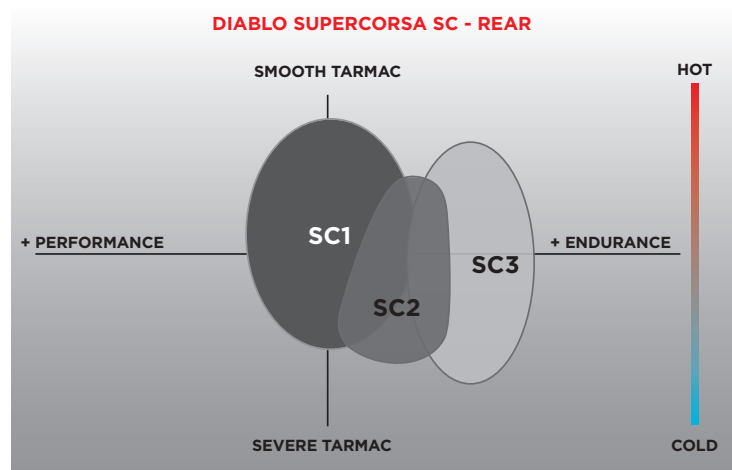 DIABLO SUPERCORSA SC - REAR
SMOOTH TARMAC
HOT
+ PERFORMANCE
SC1
+ ENDURANCE
SC3
SC2
SEVERE TARMAC
COLD